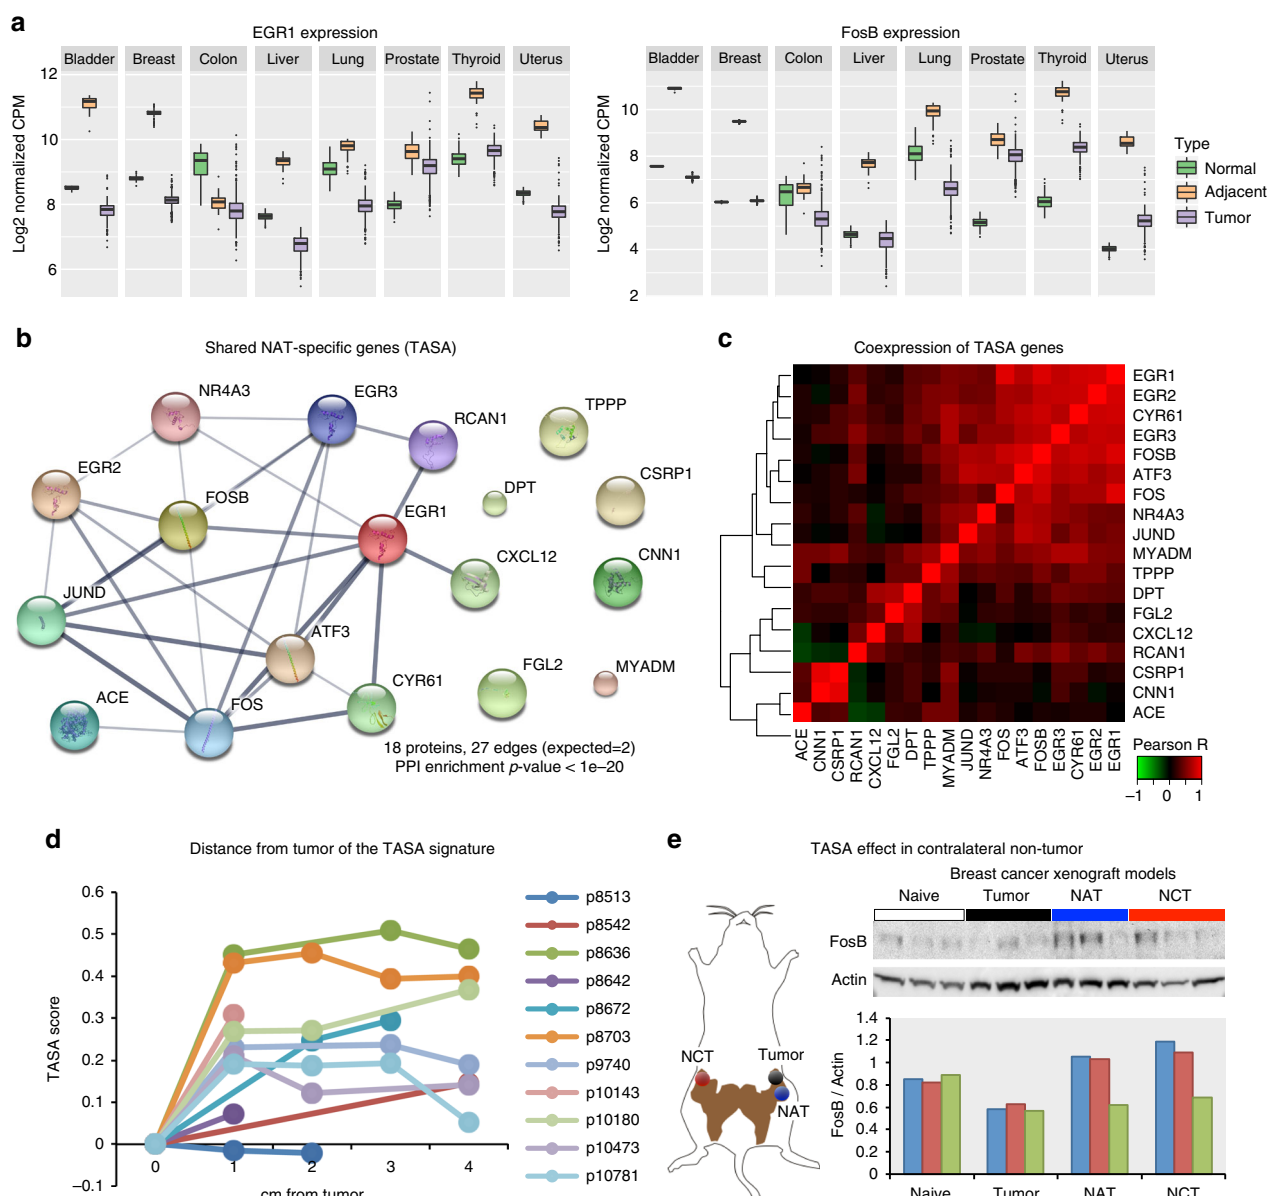 a
EGR1 expression
FosB expression
Bladder Breast Colon Liver Lung Prostate Thyroid Uterus
Bladder Breast Colon Liver Lung Prostate Thyroid Uterus
Log2 normalized CPM
12
10
8
6
Log2 normalized CPM
10
8
6
4
2
Type
Normal
Adjacent
Tumor
b
Shared NAT-specific genes (TASA)
NR4A3
EGR3
RCAN1
TPPP
EGR2
FOSB
DPT
CSRP1
EGR1
CXCL12
CNN1
JUND
ATF3
FGL2
MYADM
CYR61
ACE
FOS
18 proteins, 27 edges (expected=2)
PPI enrichment p-value < 1e–20
c
Coexpression of TASA genes
EGR1
EGR2
CYR61
EGR3
FOSB
ATF3
FOS
NR4A3
JUND
MYADM
TPPP
DPT
FGL2
CXCL12
RCAN1
CSRP1
CNN1
ACE
ACE CNN1 CSRP1 RCAN1 CXCL12 FGL2 DPT TPPP MYADM JUND NR4A3 FOS ATF3 FOSB EGR3 CYR61 EGR2 EGR1
Pearson R
–1 0 1
d
Distance from tumor of the TASA signature
TASA score
0.6
0.5
0.4
0.3
0.2
0.1
0
–0.1
0 1 2 3 4
cm from tumor
p8513
p8542
p8636
p8642
p8672
p8703
p9740
p10143
p10180
p10473
p10781
e
TASA effect in contralateral non-tumor
Breast cancer xenograft models
Naive Tumor NAT NCT
FosB
Actin
NCT
Tumor
NAT
FosB / Actin
1.4
1.2
1
0.8
0.6
0.4
0.2
0
Naive Tumor NAT NCT